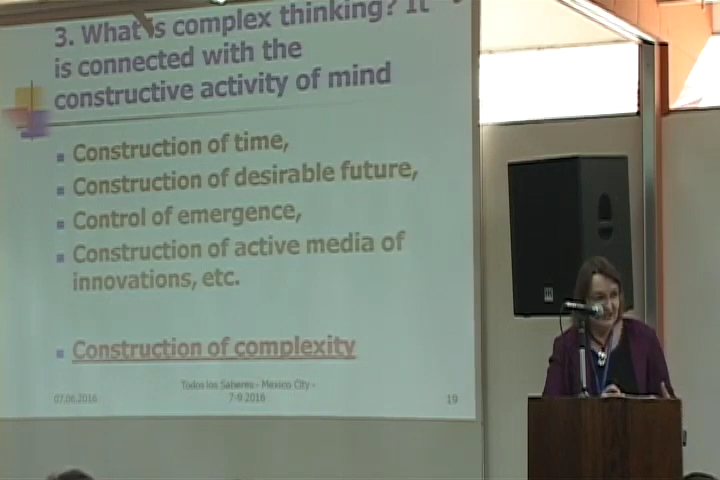 3. What is complex thinking? It
is connected with the
constructive activity of mind
Construction of time,
Construction of desirable future,
Control of emergence,
Construction of active media of
innovations, etc.
Construction of complexity
07.06.2016
Todos los Saberes - Mexico City -
7-9 2016
19